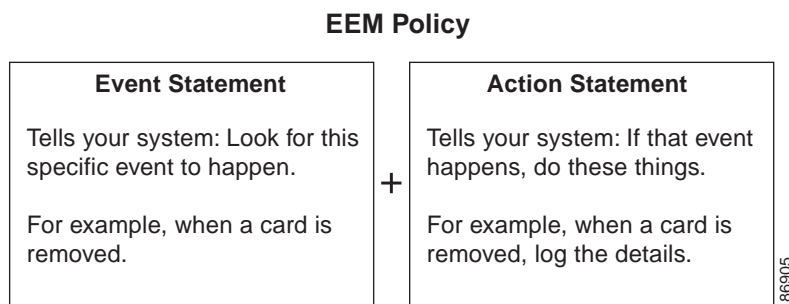 EEM Policy
Event Statement
Tells your system: Look for this
specific event to happen.
For example, when a card is
removed.
+
Action Statement
Tells your system: If that event
happens, do these things.
For example, when a card is
removed, log the details.
86905